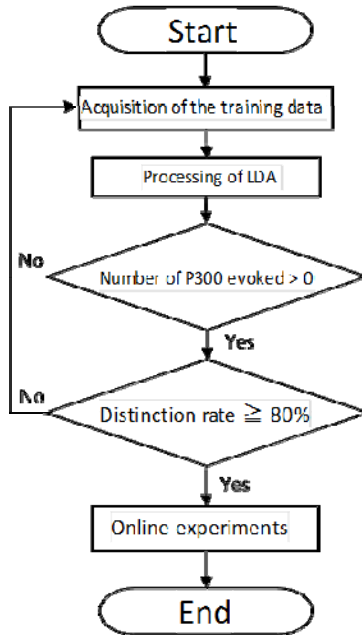 Start
Acquisition of the training data
Processing of LDA
No
Number of P300 evoked > 0
Yes
No
Distinction rate ≧ 80%
Yes
Online experiments
End